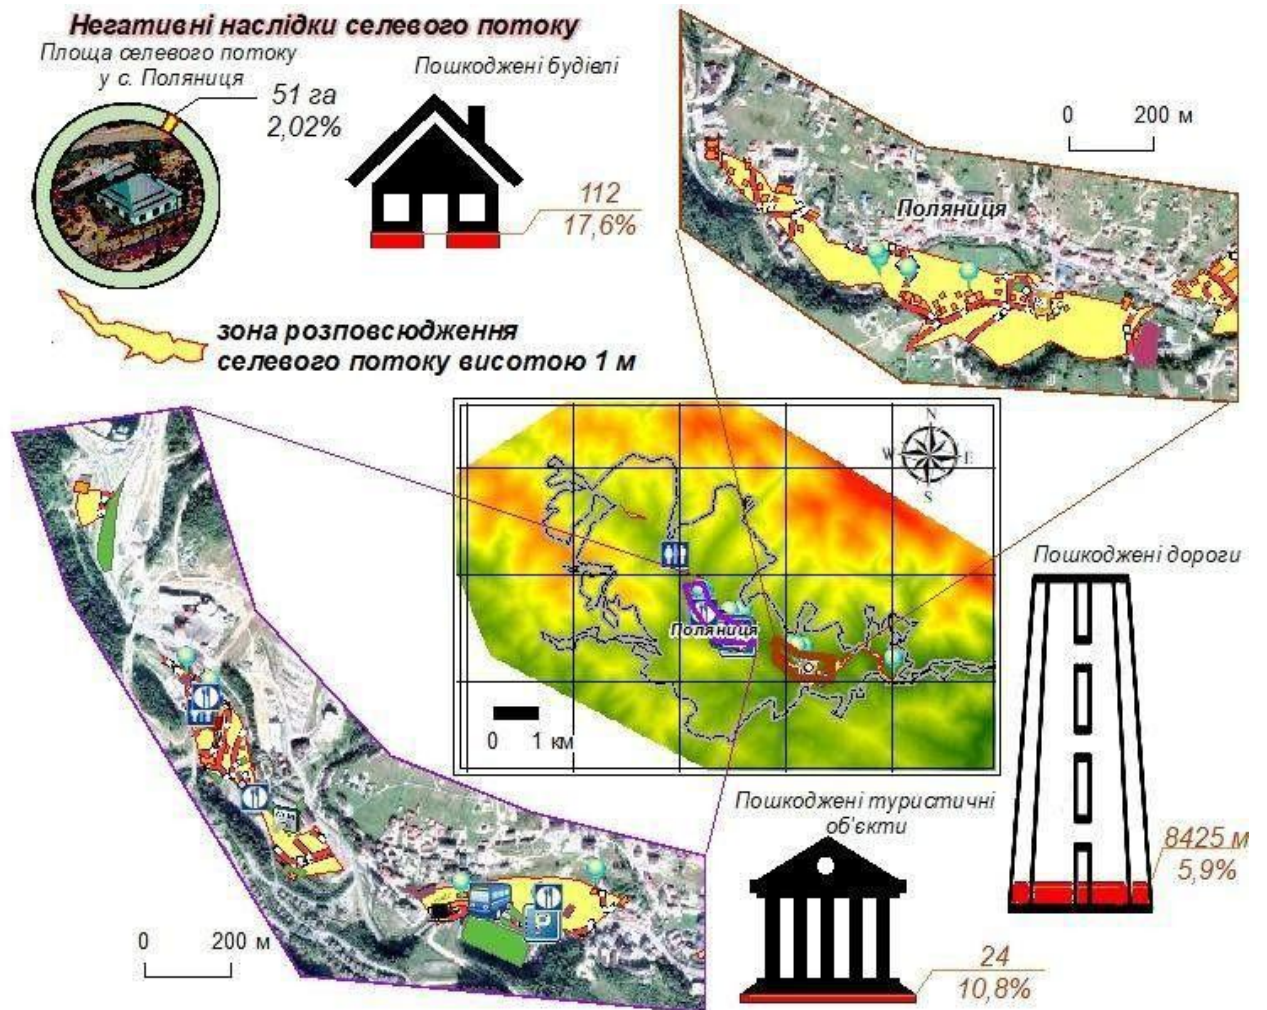 Негативні наслідки селевого потоку
Площа селевого потоку
у с. Поляниця
51 га
2,02%
Пошкоджені будівлі
112
17,6%
зона розповсюдження
селевого потоку висотою 1 м
0 200 м
Поляниця
N
W E
S
Поляниця
0 1 км
Пошкоджені дороги
8425 м
5,9%
Пошкоджені туристичні
об'єкти
24
10,8%
0 200 м
P